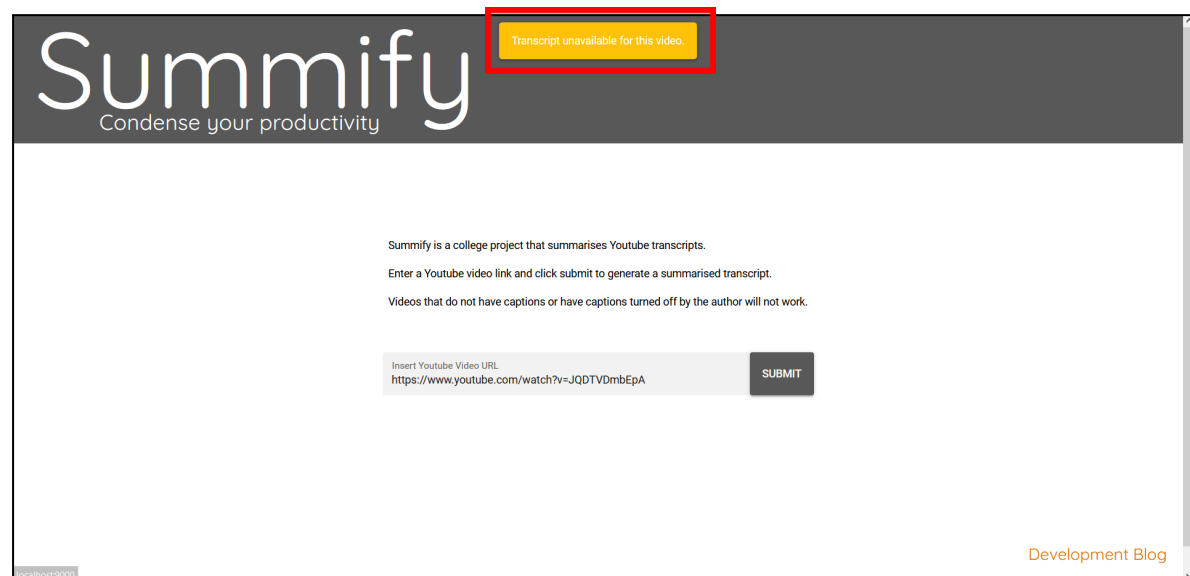 Transcript unavailable for this video.
Summify
Condense your productivity
Summify is a college project that summarises Youtube transcripts.
Enter a Youtube video link and click submit to generate a summarised transcript.
Videos that do not have captions or have captions turned off by the author will not work.
Insert Youtube Video URL
https://www.youtube.com/watch?v=JQDTVDmbEpA
SUBMIT
Development Blog
localhost:9000